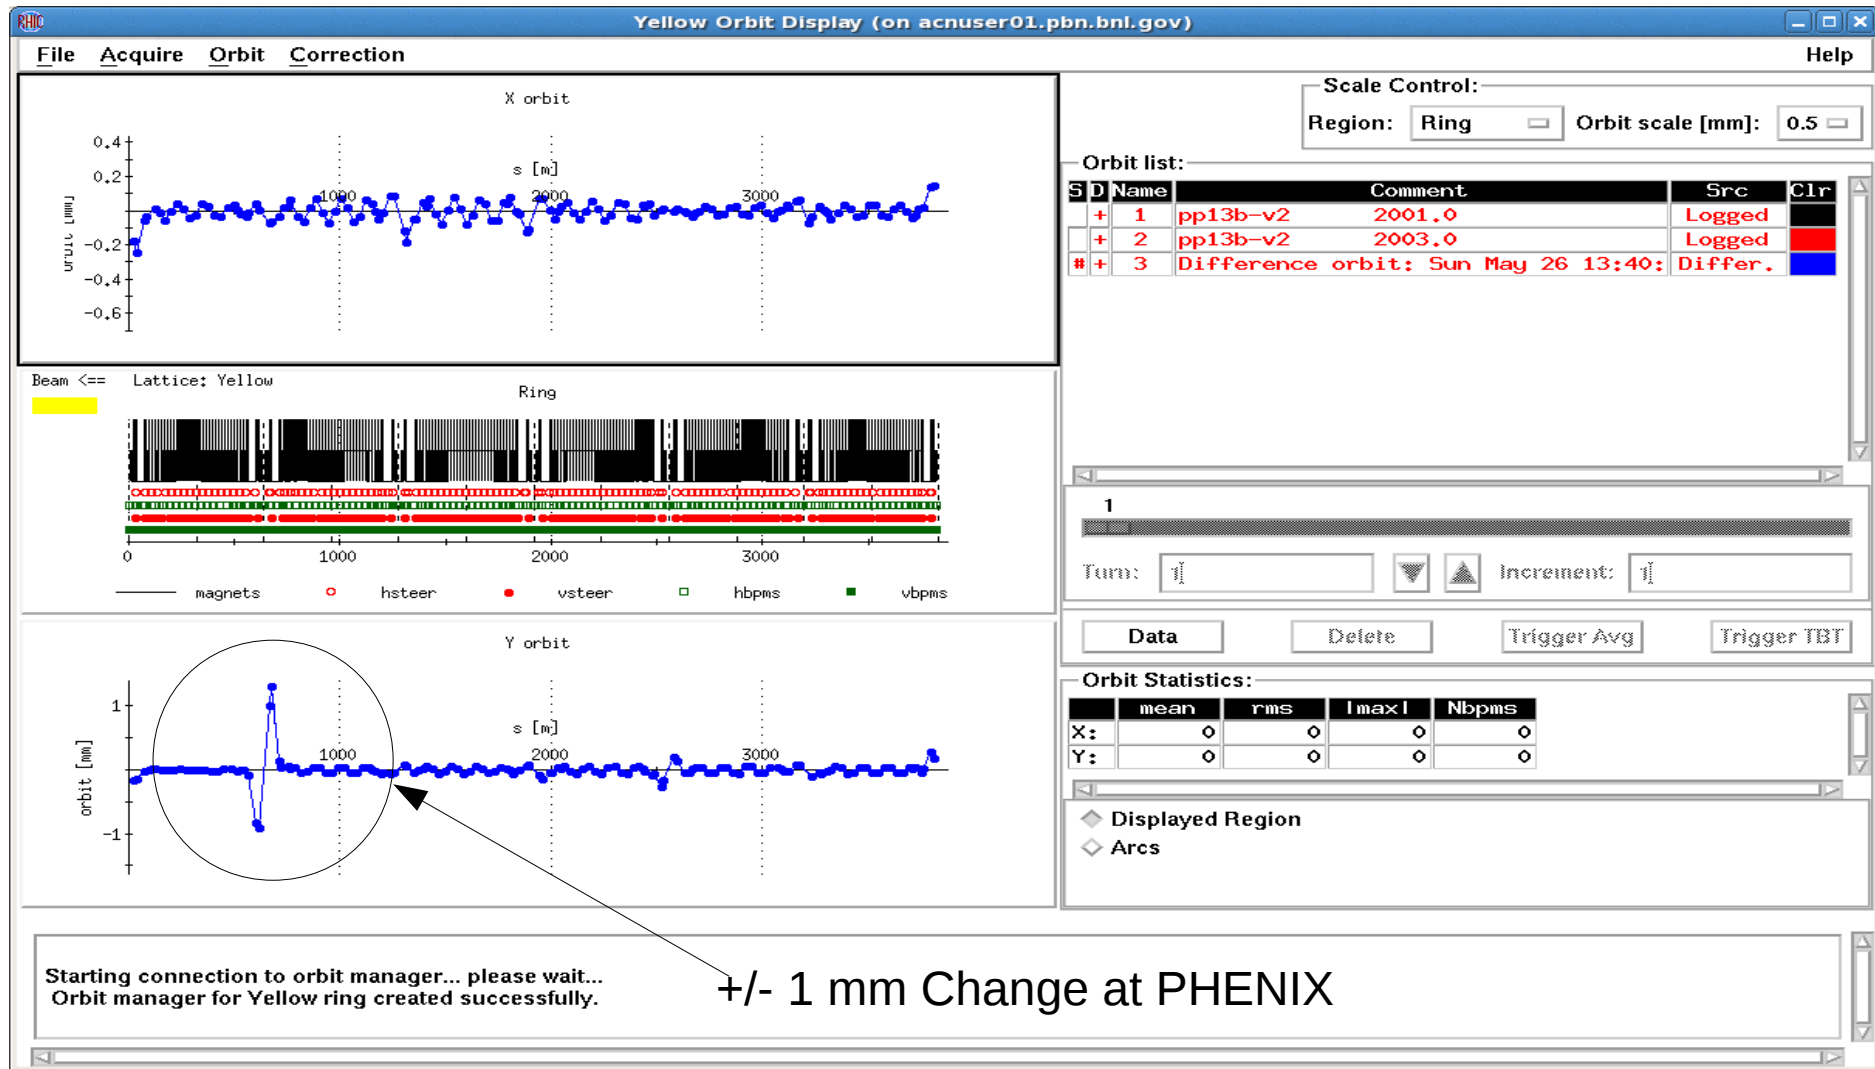 RHIC
Yellow Orbit Display (on acnuser01.pbn.bnl.gov)
File Acquire Orbit Correction Help
X orbit
0.4
0.2
-0.2
-0.4
-0.6
s [m]
1000 2000 3000
Beam <== Lattice: Yellow
Ring
0 1000 2000 3000
magnets hsteer vsteer hbpms vbpms
Y orbit
orbit [mm]
1
-1
s [m]
1000 2000 3000
Scale Control:
Region: Ring Orbit scale [mm]: 0.5
Orbit list:
S D Name Comment Src Clr
+ 1 pp13b-v2 2001.0 Logged
+ 2 pp13b-v2 2003.0 Logged
# + 3 Difference orbit: Sun May 26 13:40: Differ.
1
Turn: 1 Increment: 1
Data Delete Trigger Avg Trigger TBT
Orbit Statistics:
mean rms |max| Nbpms
X: 0 0 0 0
Y: 0 0 0 0
Displayed Region
Arcs
Starting connection to orbit manager... please wait...
Orbit manager for Yellow ring created successfully.
+/- 1 mm Change at PHENIX